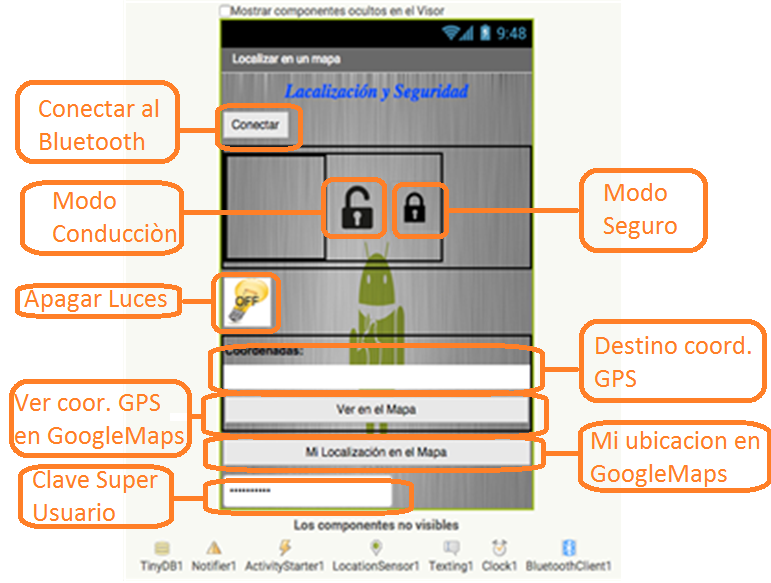 Mostrar componentes ocultos en el Visor
9:48
Localizar en un mapa
Lacalización y Seguridad
Conectar al
Bluetooth
Conectar
Modo
Conducciòn
Modo
Seguro
Apagar Luces
OFF
Coordenadas:
Destino coord.
GPS
Ver coor. GPS
en GoogleMaps
Ver en el Mapa
Mi Localización en el Mapa
Mi ubicacion en
GoogleMaps
Clave Super
Usuario
••••••••••
Los componentes no visibles
TinyDB1 Notifier1 ActivityStarter1 LocationSensor1 Texting1 Clock1 BluetoothClient1